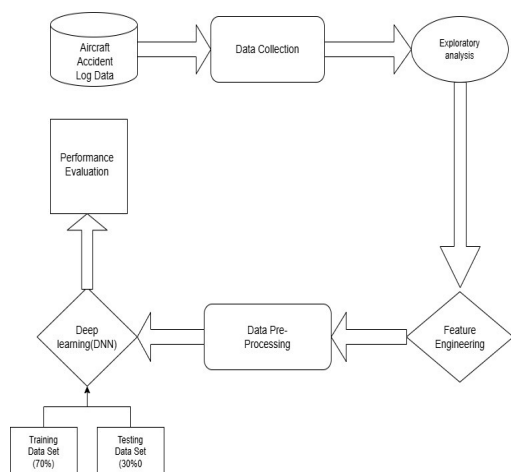 Aircraft
Accident
Log Data
Data Collection
Exploratory
analysis
Performance
Evaluation
Deep
learning(DNN)
Data Pre-
Processing
Feature
Engineering
Training
Data Set
(70%)
Testing
Data Set
(30%0